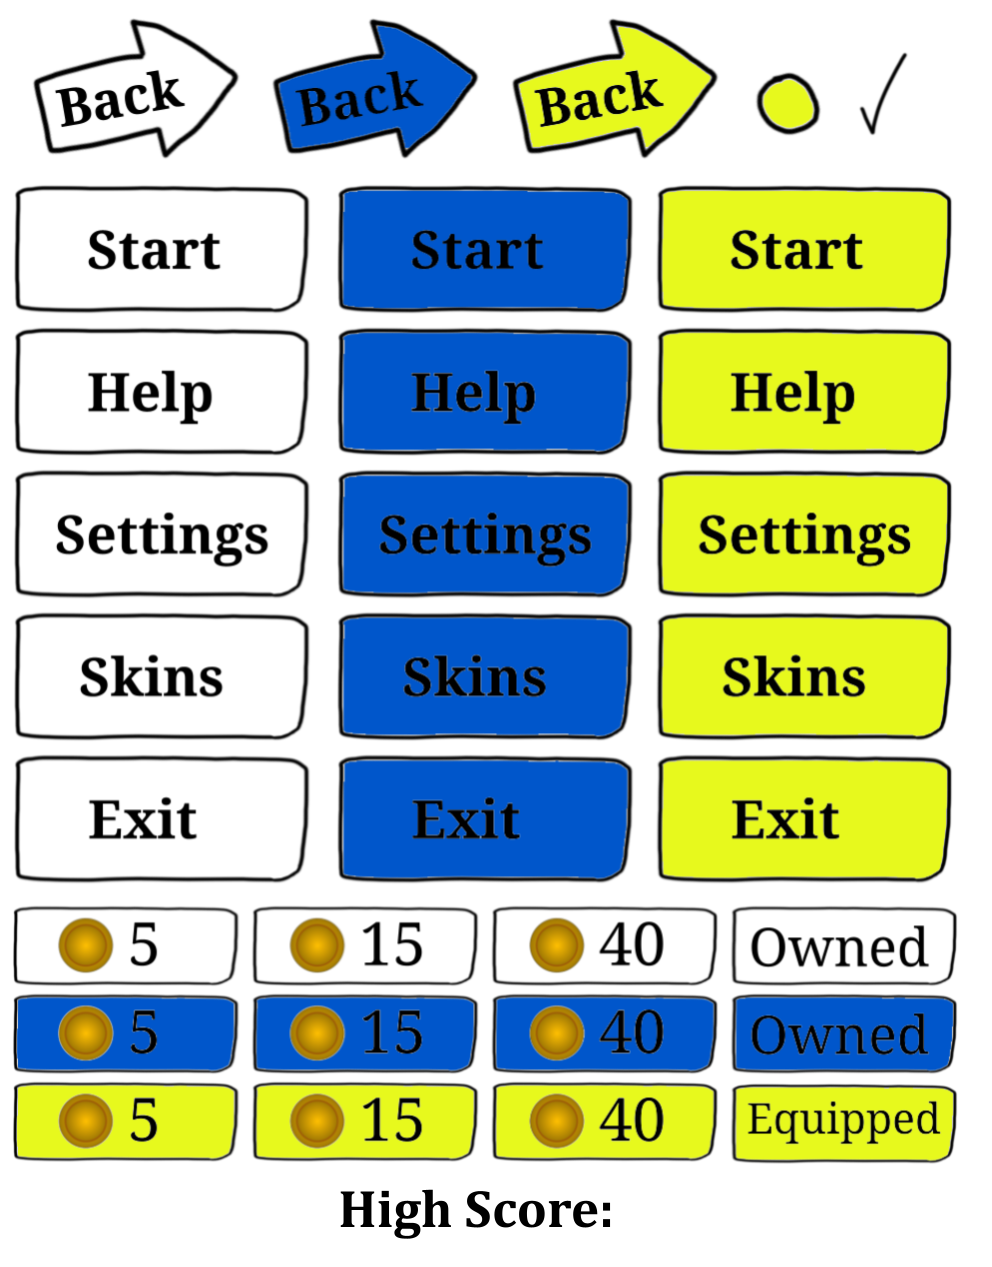 Back Back Back
Start Start Start
Help Help Help
Settings Settings Settings
Skins Skins Skins
Exit Exit Exit
5 15 40 Owned
5 15 40 Owned
5 15 40 Equipped
High Score: